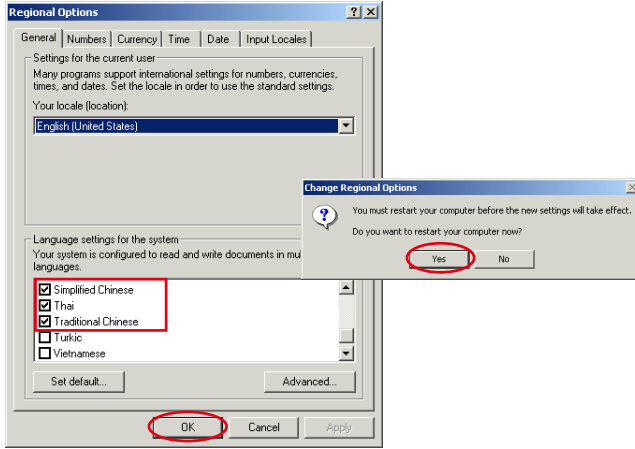 Regional Options
General Numbers Currency Time Date Input Locales
Settings for the current user
Many programs support international settings for numbers, currencies,
times, and dates. Set the locale in order to use the standard settings.
Your locale (location):
English (United States)
Language settings for the system
Your system is configured to read and write documents in mul
languages.
Simplified Chinese
Thai
Traditional Chinese
Turkic
Vietnamese
Set default...
Advanced...
OK
Cancel
Apply
Change Regional Options
You must restart your computer before the new settings will take effect.
Do you want to restart your computer now?
Yes
No